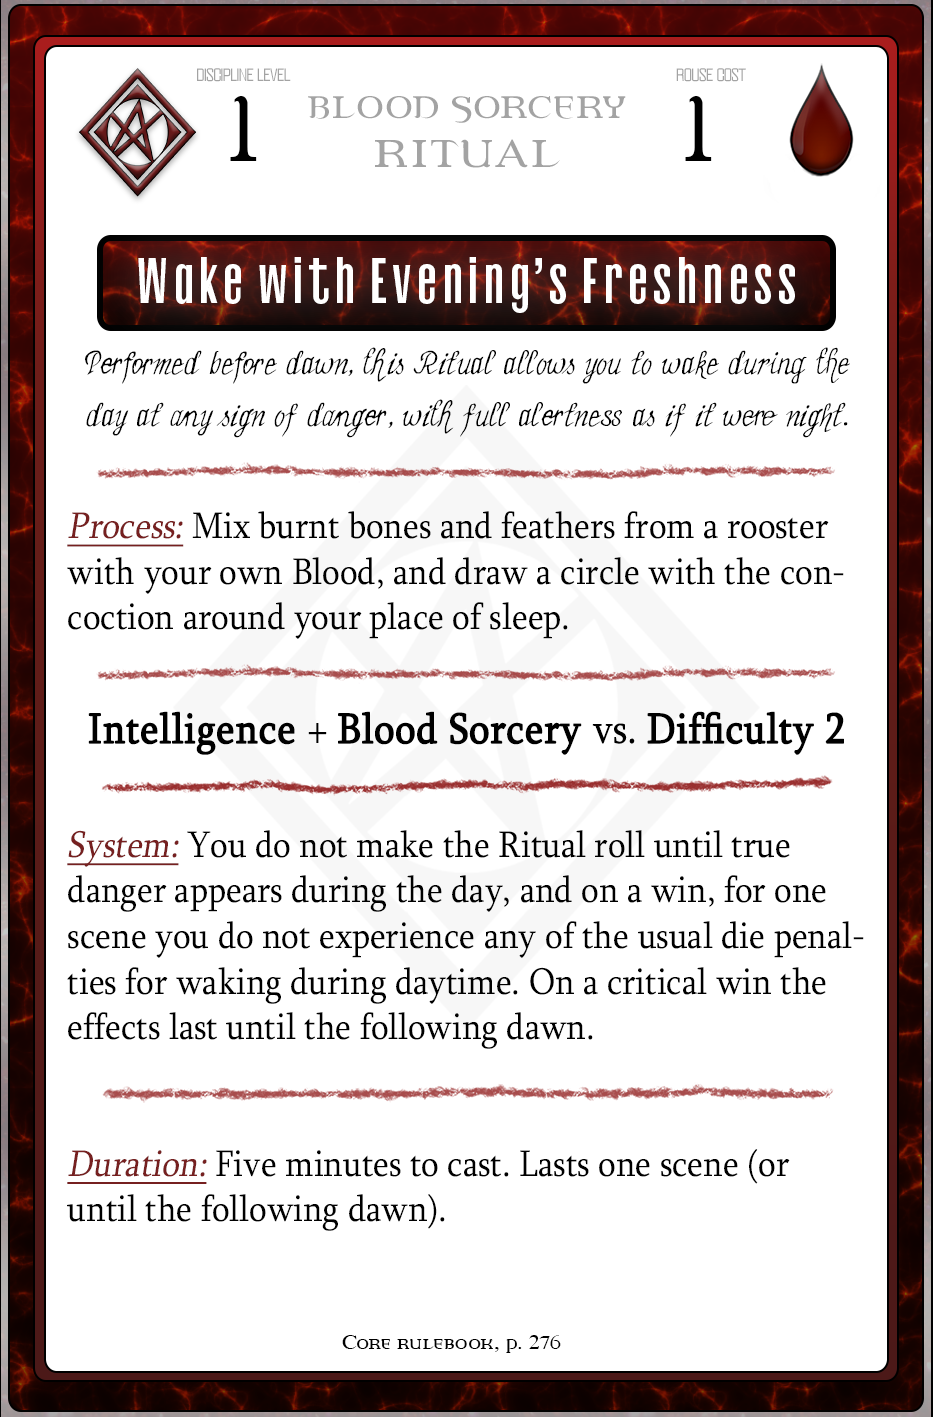 DISCIPLINE LEVEL
ROUSE COST
1
BLOOD SORCERY
RITUAL
1
Wake with Evening's Freshness
Performed before dawn, this Ritual allows you to wake during the
day at any sign of danger, with full alertness as if it were night.
Process: Mix burnt bones and feathers from a rooster
with your own Blood, and draw a circle with the con-
coction around your place of sleep.
Intelligence + Blood Sorcery vs. Difficulty 2
System: You do not make the Ritual roll until true
danger appears during the day, and on a win, for one
scene you do not experience any of the usual die penal-
ties for waking during daytime. On a critical win the
effects last until the following dawn.
Duration: Five minutes to cast. Lasts one scene (or
until the following dawn).
Core rulebook, p. 276